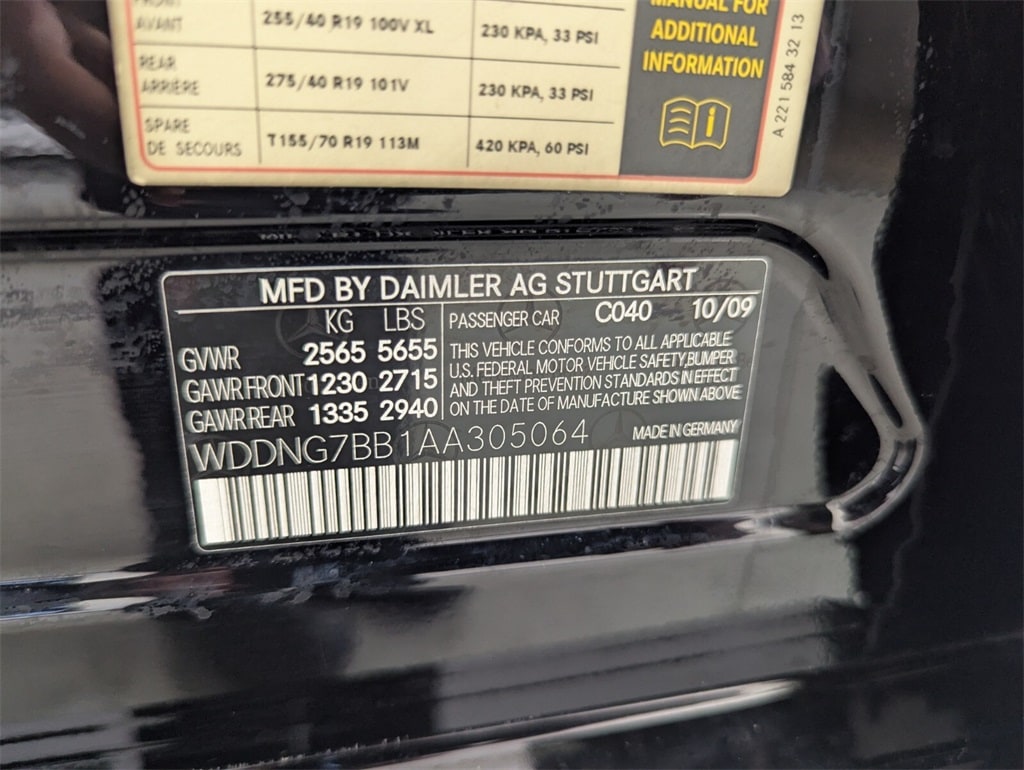 AVANT 255/40 R19 100V XL 230 KPA, 33 PSI
REAR
ARRIÈRE 275/40 R19 101V 230 KPA, 33 PSI
SPARE
DE SECOURS T155/70 R19 113M 420 KPA, 60 PSI
MANUAL FOR
ADDITIONAL
INFORMATION
A 221 584 32 13
MFD BY DAIMLER AG STUTTGART
KG LBS
GVWR 2565 5655
GAWR FRONT 1230 2715
GAWR REAR 1335 2940
PASSENGER CAR C040 10/09
THIS VEHICLE CONFORMS TO ALL APPLICABLE
U.S. FEDERAL MOTOR VEHICLE SAFETY, BUMPER
AND THEFT PREVENTION STANDARDS IN EFFECT
ON THE DATE OF MANUFACTURE SHOWN ABOVE
WDDNG7BB1AA305064 MADE IN GERMANY